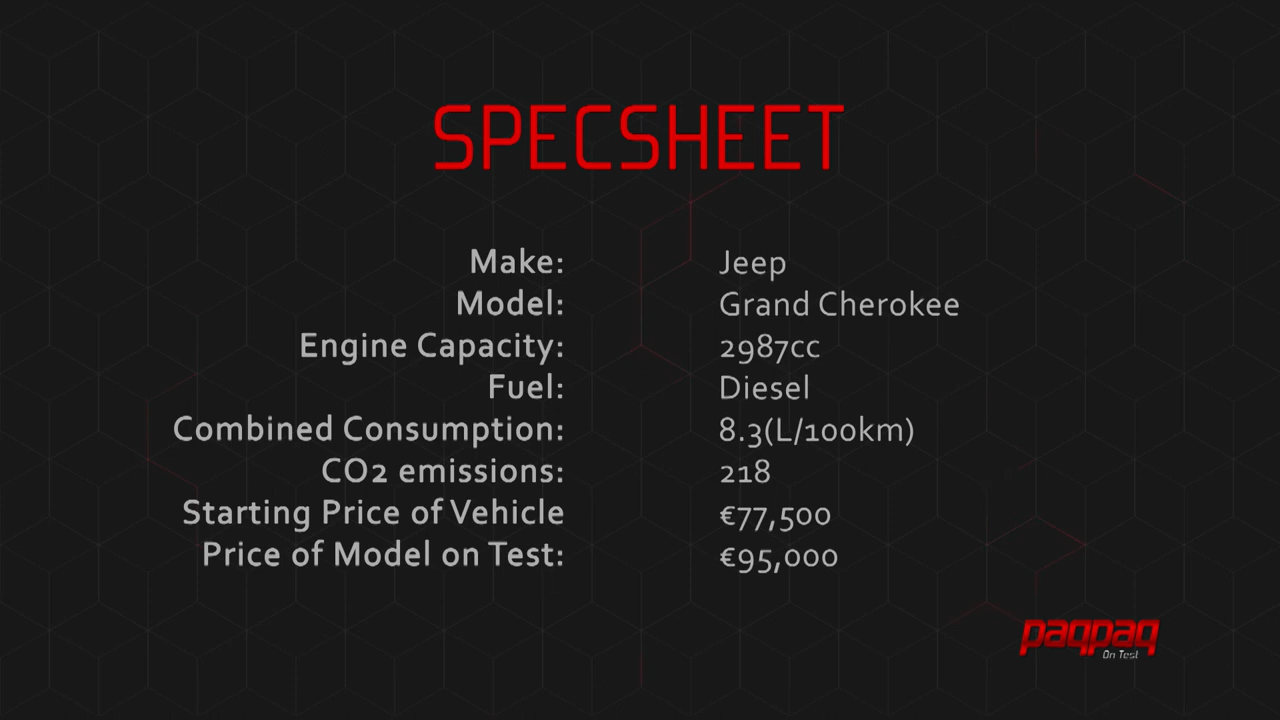 SPECSHEET
Make: Jeep
Model: Grand Cherokee
Engine Capacity: 2987cc
Fuel: Diesel
Combined Consumption: 8.3(L/100km)
CO2 emissions: 218
Starting Price of Vehicle €77,500
Price of Model on Test: €95,000
paqpaq
On Test